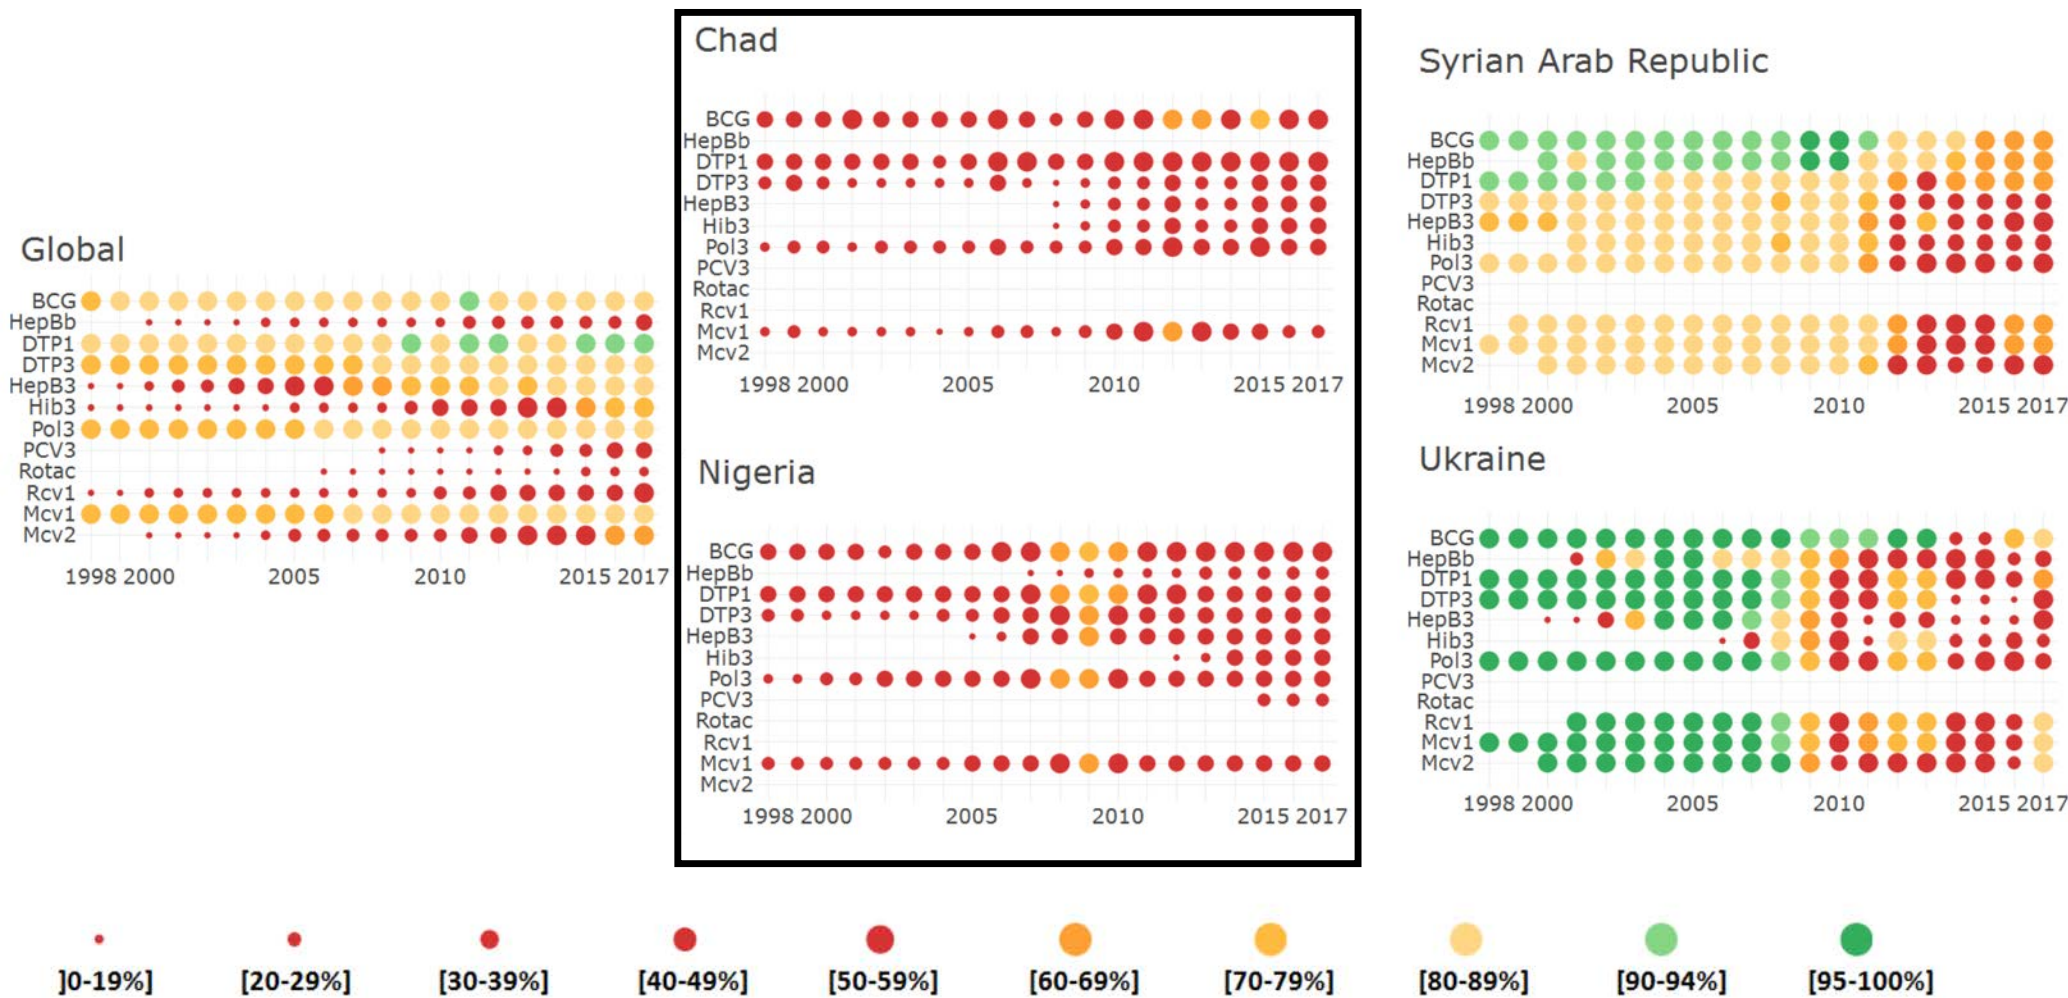 Global
BCG
HepBb
DTP1
DTP3
HepB3
Hib3
Pol3
PCV3
Rotac
Rcv1
Mcv1
Mcv2
1998 2000 2005 2010 2015 2017
Chad
BCG
HepBb
DTP1
DTP3
HepB3
Hib3
Pol3
PCV3
Rotac
Rcv1
Mcv1
Mcv2
1998 2000 2005 2010 2015 2017
Nigeria
BCG
HepBb
DTP1
DTP3
HepB3
Hib3
Pol3
PCV3
Rotac
Rcv1
Mcv1
Mcv2
1998 2000 2005 2010 2015 2017
Syrian Arab Republic
BCG
HepBb
DTP1
DTP3
HepB3
Hib3
Pol3
PCV3
Rotac
Rcv1
Mcv1
Mcv2
1998 2000 2005 2010 2015 2017
Ukraine
BCG
HepBb
DTP1
DTP3
HepB3
Hib3
Pol3
PCV3
Rotac
Rcv1
Mcv1
Mcv2
1998 2000 2005 2010 2015 2017
]0-19%] [20-29%] [30-39%] [40-49%] [50-59%] [60-69%] [70-79%] [80-89%] [90-94%] [95-100%]